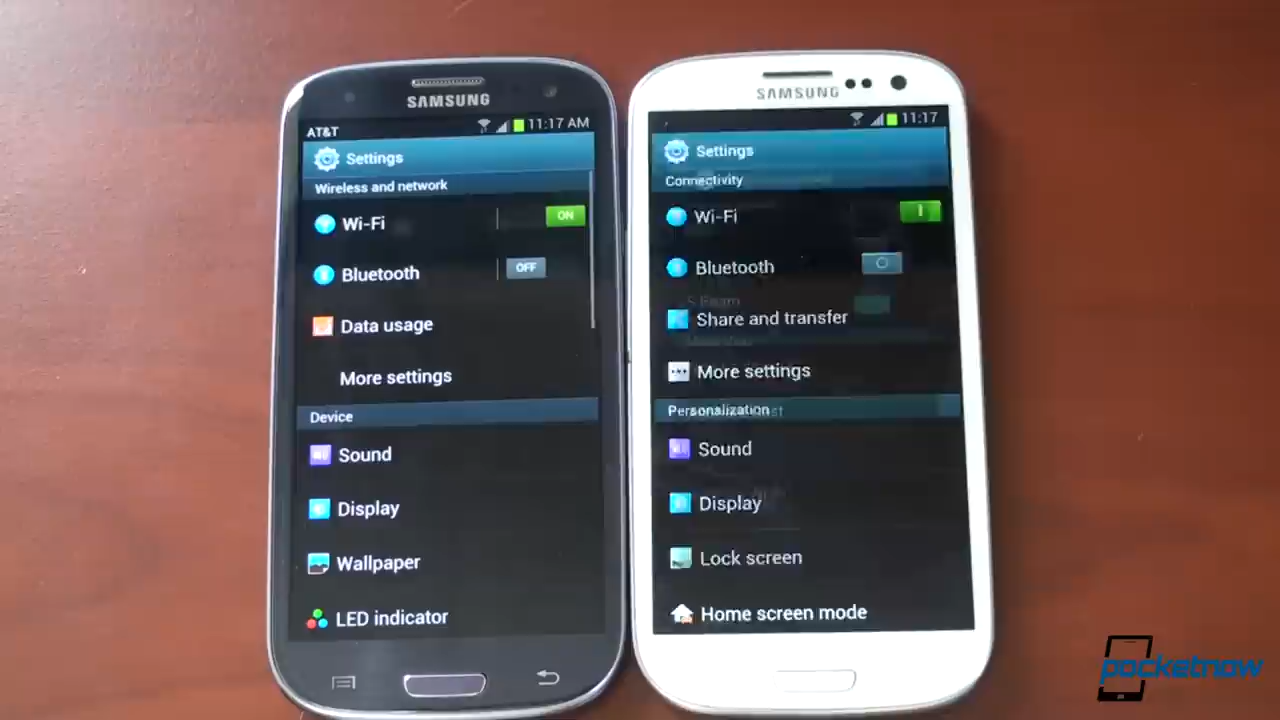 SAMSUNG
AT&T 11:17 AM
Settings
Wireless and network
Wi-Fi ON
Bluetooth OFF
Data usage
More settings
Device
Sound
Display
Wallpaper
LED indicator
SAMSUNG
11:17
Settings
Connectivity
Wi-Fi
Bluetooth
S Beam
Share and transfer
More settings
Personalization
Sound
Display
Lock screen
Home screen mode
pocketnow